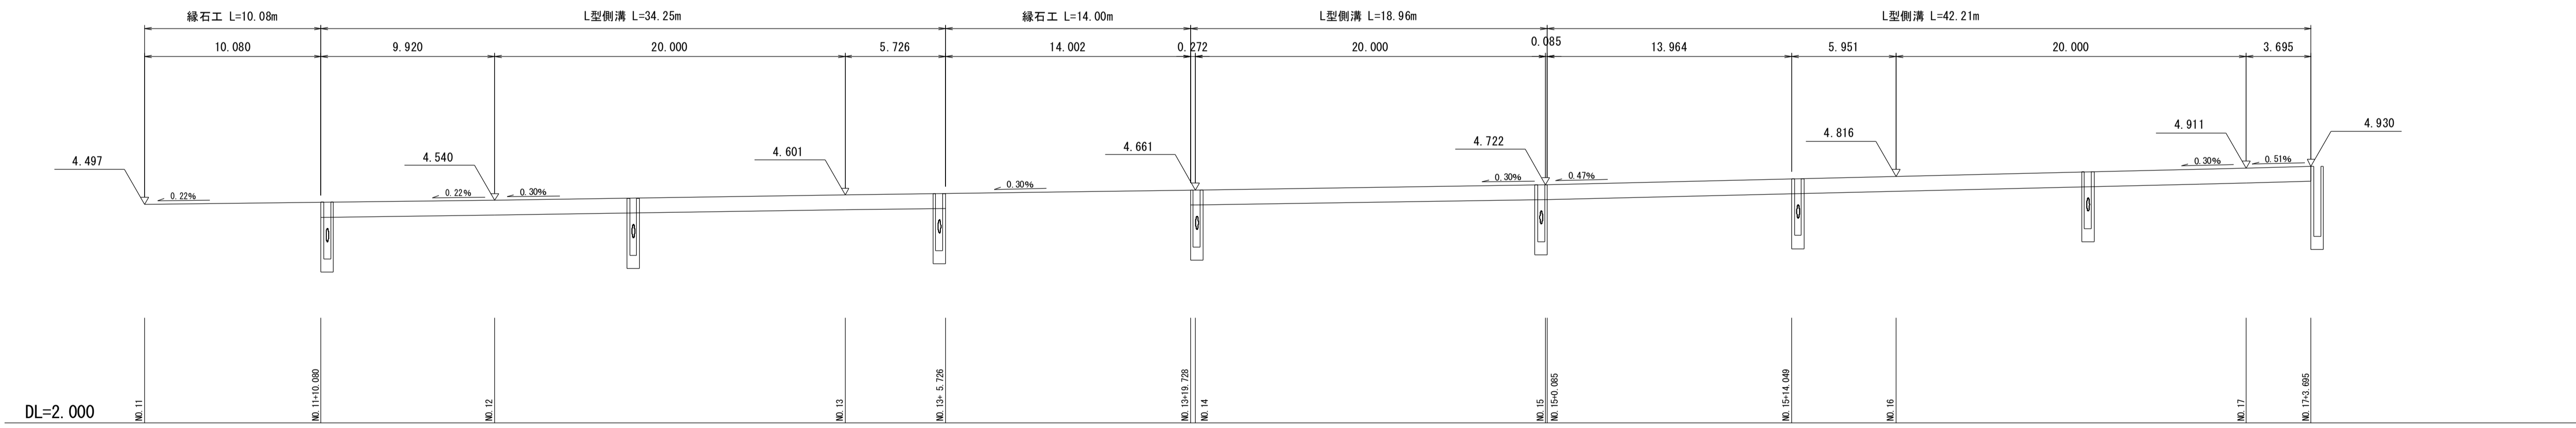 縁石工 L=10.08m
L型側溝 L=34.25m
縁石工 L=14.00m
L型側溝 L=18.96m
L型側溝 L=42.21m
10.080
9.920
20.000
5.726
14.002
0.272
20.000
0.085
13.964
5.951
20.000
3.695
4.497
4.540
4.601
4.661
4.722
4.816
4.911
4.930
0.22%
0.22%
0.30%
0.30%
0.30%
0.47%
0.30%
0.51%
DL=2.000
NO.11
NO.11+10.080
NO.12
NO.13
NO.13+ 5.726
NO.13+19.728
NO.14
NO.15
NO.15+0.085
NO.15+14.049
NO.16
NO.17
NO.17+3.695